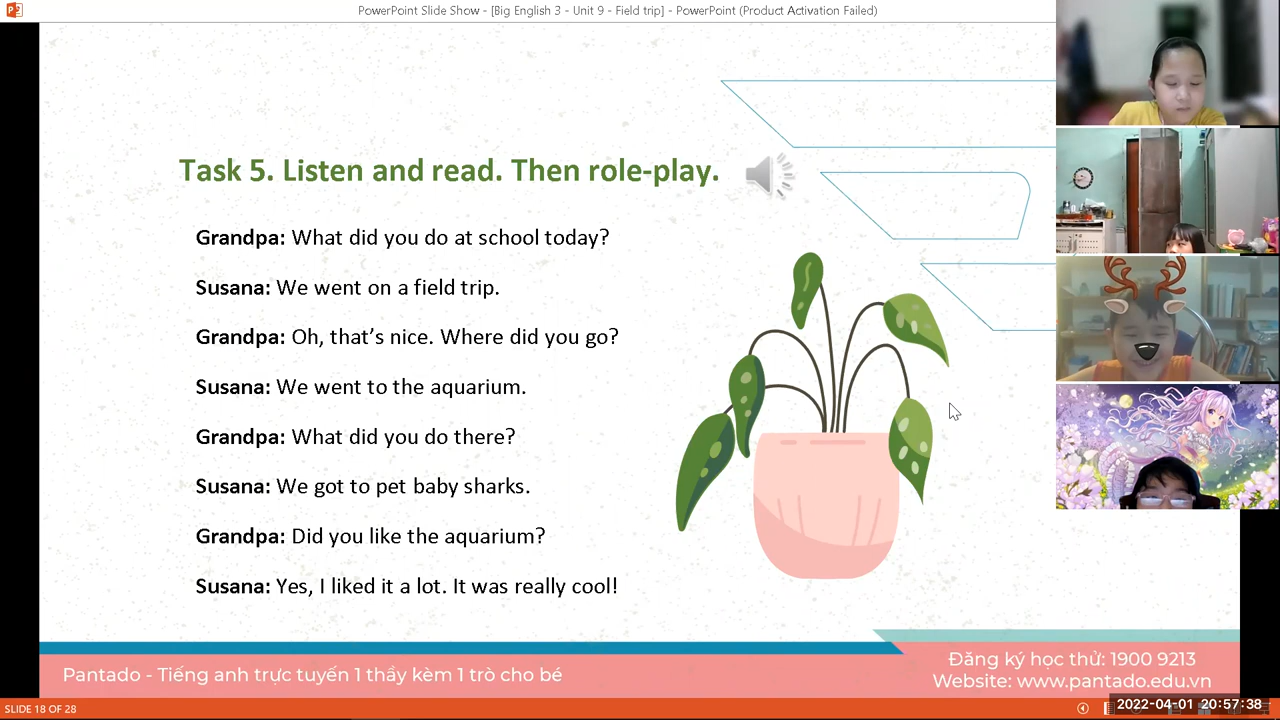 PowerPoint Slide Show - [Big English 3 - Unit 9 - Field trip] - PowerPoint (Product Activation Failed)
Task 5. Listen and read. Then role-play.
Grandpa: What did you do at school today?
Susana: We went on a field trip.
Grandpa: Oh, that’s nice. Where did you go?
Susana: We went to the aquarium.
Grandpa: What did you do there?
Susana: We got to pet baby sharks.
Grandpa: Did you like the aquarium?
Susana: Yes, I liked it a lot. It was really cool!
Pantado - Tiếng anh trực tuyến 1 thầy kèm 1 trò cho bé
Đăng ký học thử: 1900 9213
Website: www.pantado.edu.vn
SLIDE 18 OF 28
2022-04-01 20:57:38